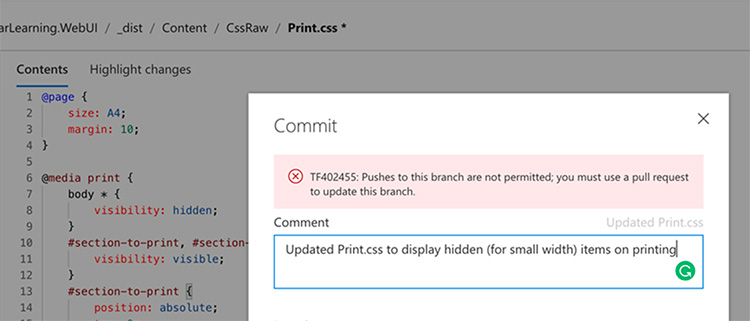 arLearning.WebUI / _dist / Content / CssRaw / Print.css *
Contents Highlight changes
1 @page {
2 size: A4;
3 margin: 10;
4 }
5
6 @media print {
7 body * {
8 visibility: hidden;
9 }
10 #section-to-print, #section-
11 visibility: visible;
12 }
13 #section-to-print {
14 position: absolute;
Commit
TF402455: Pushes to this branch are not permitted; you must use a pull request
to update this branch.
Comment Updated Print.css
Updated Print.css to display hidden (for small width) items on printing